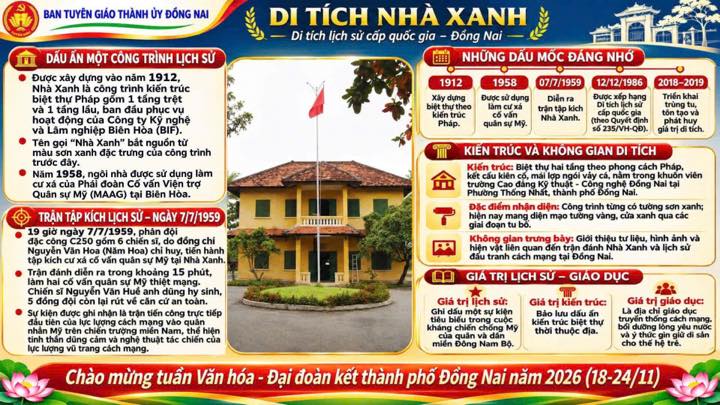 BAN TUYÊN GIÁO THÀNH ỦY ĐỒNG NAI
DI TÍCH NHÀ XANH
Di tích lịch sử cấp quốc gia – Đồng Nai
DẤU ẤN MỘT CÔNG TRÌNH LỊCH SỬ
Được xây dựng vào năm 1912,
Nhà Xanh là công trình kiến trúc
biệt thự Pháp gồm 1 tầng trệt
và 1 tầng lầu, ban đầu phục vụ
hoạt động của Công ty Kỹ nghệ
và Lâm nghiệp Biên Hòa (BIF).
Tên gọi “Nhà Xanh” bắt nguồn từ
màu sơn xanh đặc trưng của công trình
trước đây.
Năm 1958, ngôi nhà được sử dụng làm
cư xá của Phái đoàn Cố vấn Viện trợ
Quân sự Mỹ (MAAG) tại Biên Hòa.
TRẬN TẬP KÍCH LỊCH SỬ – NGÀY 7/7/1959
19 giờ ngày 7/7/1959, phân đội
đặc công C250 gồm 6 chiến sĩ, do đồng chí
Nguyễn Văn Hoa (Năm Hoa) chỉ huy, tiến hành
tập kích cư xá cố vấn quân sự Mỹ tại Nhà Xanh.
Trận đánh diễn ra trong khoảng 15 phút,
làm hai cố vấn quân sự Mỹ thiệt mạng.
Chiến sĩ Nguyễn Văn Huề anh dũng hy sinh,
5 đồng đội còn lại rút về căn cứ an toàn.
Sự kiện được ghi nhận là trận tiến công trực tiếp
đầu tiên của lực lượng cách mạng vào quân
nhân Mỹ trên chiến trường miền Nam, thể hiện
tinh thần dũng cảm và nghệ thuật tác chiến của
lực lượng vũ trang cách mạng.
NHỮNG DẤU MỐC ĐÁNG NHỚ
1912
Xây dựng
biệt thự theo
kiến trúc
Pháp.
1958
Được sử dụng
làm cư xá
cố vấn
quân sự Mỹ.
07/7/1959
Diễn ra
trận tập kích
Nhà Xanh.
12/12/1986
Được xếp hạng
Di tích lịch sử
cấp quốc gia
(theo Quyết định
số 235/VH-QĐ).
2018–2019
Triển khai
trùng tu,
tôn tạo và
phát huy
giá trị di tích.
KIẾN TRÚC VÀ KHÔNG GIAN DI TÍCH
Kiến trúc: Biệt thự hai tầng theo phong cách Pháp,
kết cấu kiên cố, mái lợp ngói vảy cá, nằm trong khuôn viên
trường Cao đẳng Kỹ thuật - Công nghệ Đồng Nai tại
Phường Thống Nhất, thành phố Đồng Nai.
Đặc điểm nhận diện: Công trình từng có tường sơn xanh;
hiện nay mang diện mạo tường vàng, cửa xanh qua các
giai đoạn tu bổ.
Không gian trưng bày: Giới thiệu tư liệu, hình ảnh và
hiện vật liên quan đến trận đánh Nhà Xanh và lịch sử
đấu tranh cách mạng tại Đồng Nai.
GIÁ TRỊ LỊCH SỬ – GIÁO DỤC
Giá trị lịch sử:
Ghi dấu một sự kiện
tiêu biểu trong cuộc
kháng chiến chống Mỹ
của quân và dân
miền Đông Nam Bộ.
Giá trị kiến trúc:
Bảo lưu dấu ấn
kiến trúc biệt thự
thời thuộc địa.
Giá trị giáo dục:
Là địa chỉ giáo dục
truyền thống cách mạng,
bồi dưỡng lòng yêu nước
và ý thức gìn giữ di sản
cho thế hệ trẻ.
Chào mừng tuần Văn hóa - Đại đoàn kết thành phố Đồng Nai năm 2026 (18-24/11)